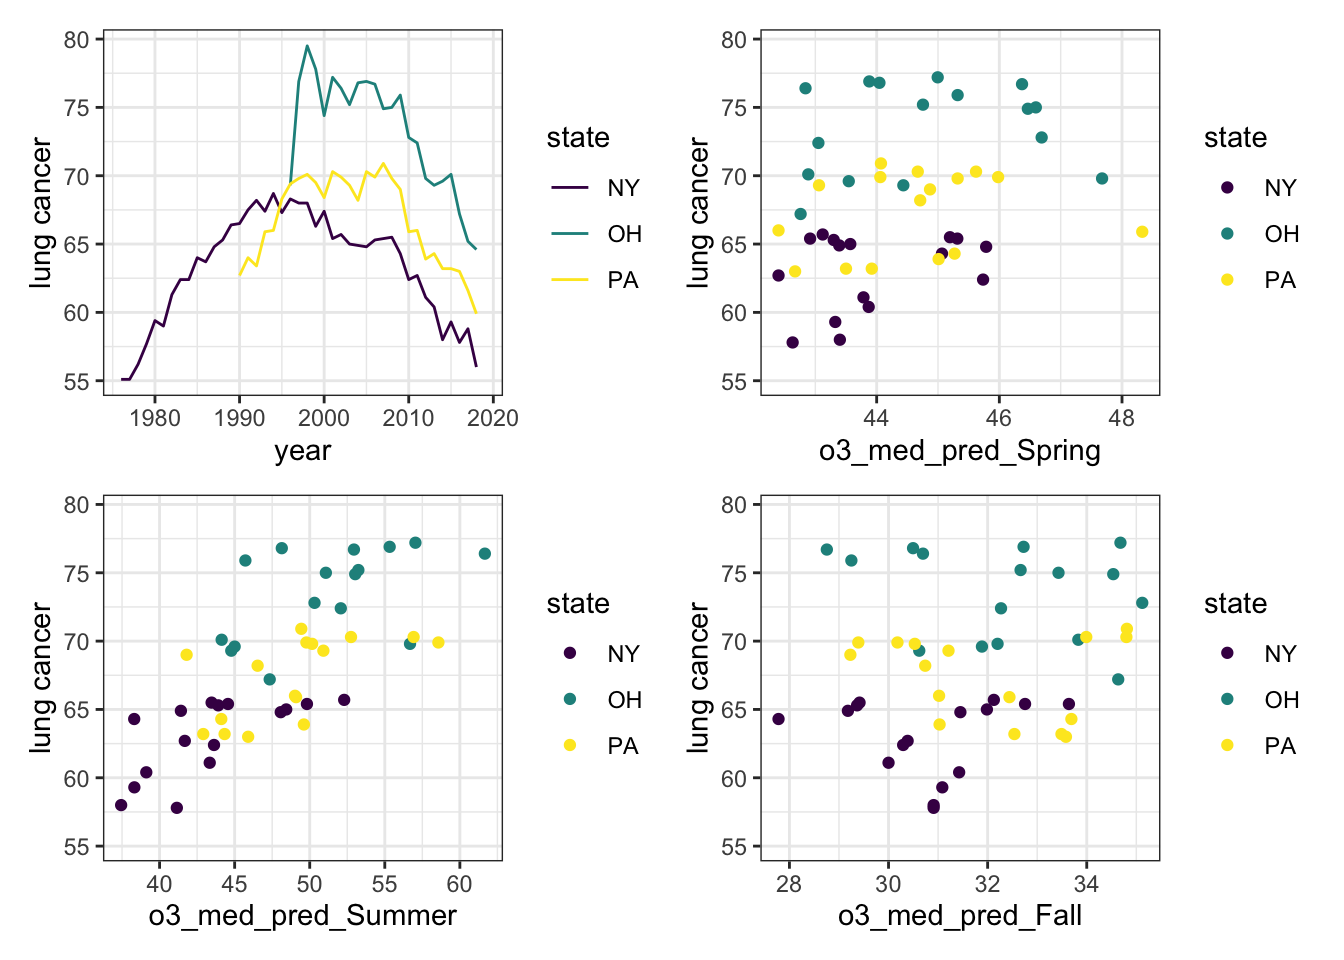 80
75
70
65
60
55
lung cancer
1980 1990 2000 2010 2020
year
state
NY
OH
PA
80
75
70
65
60
55
lung cancer
44 46 48
o3_med_pred_Spring
state
NY
OH
PA
80
75
70
65
60
55
lung cancer
40 45 50 55 60
o3_med_pred_Summer
state
NY
OH
PA
80
75
70
65
60
55
lung cancer
28 30 32 34
o3_med_pred_Fall
state
NY
OH
PA